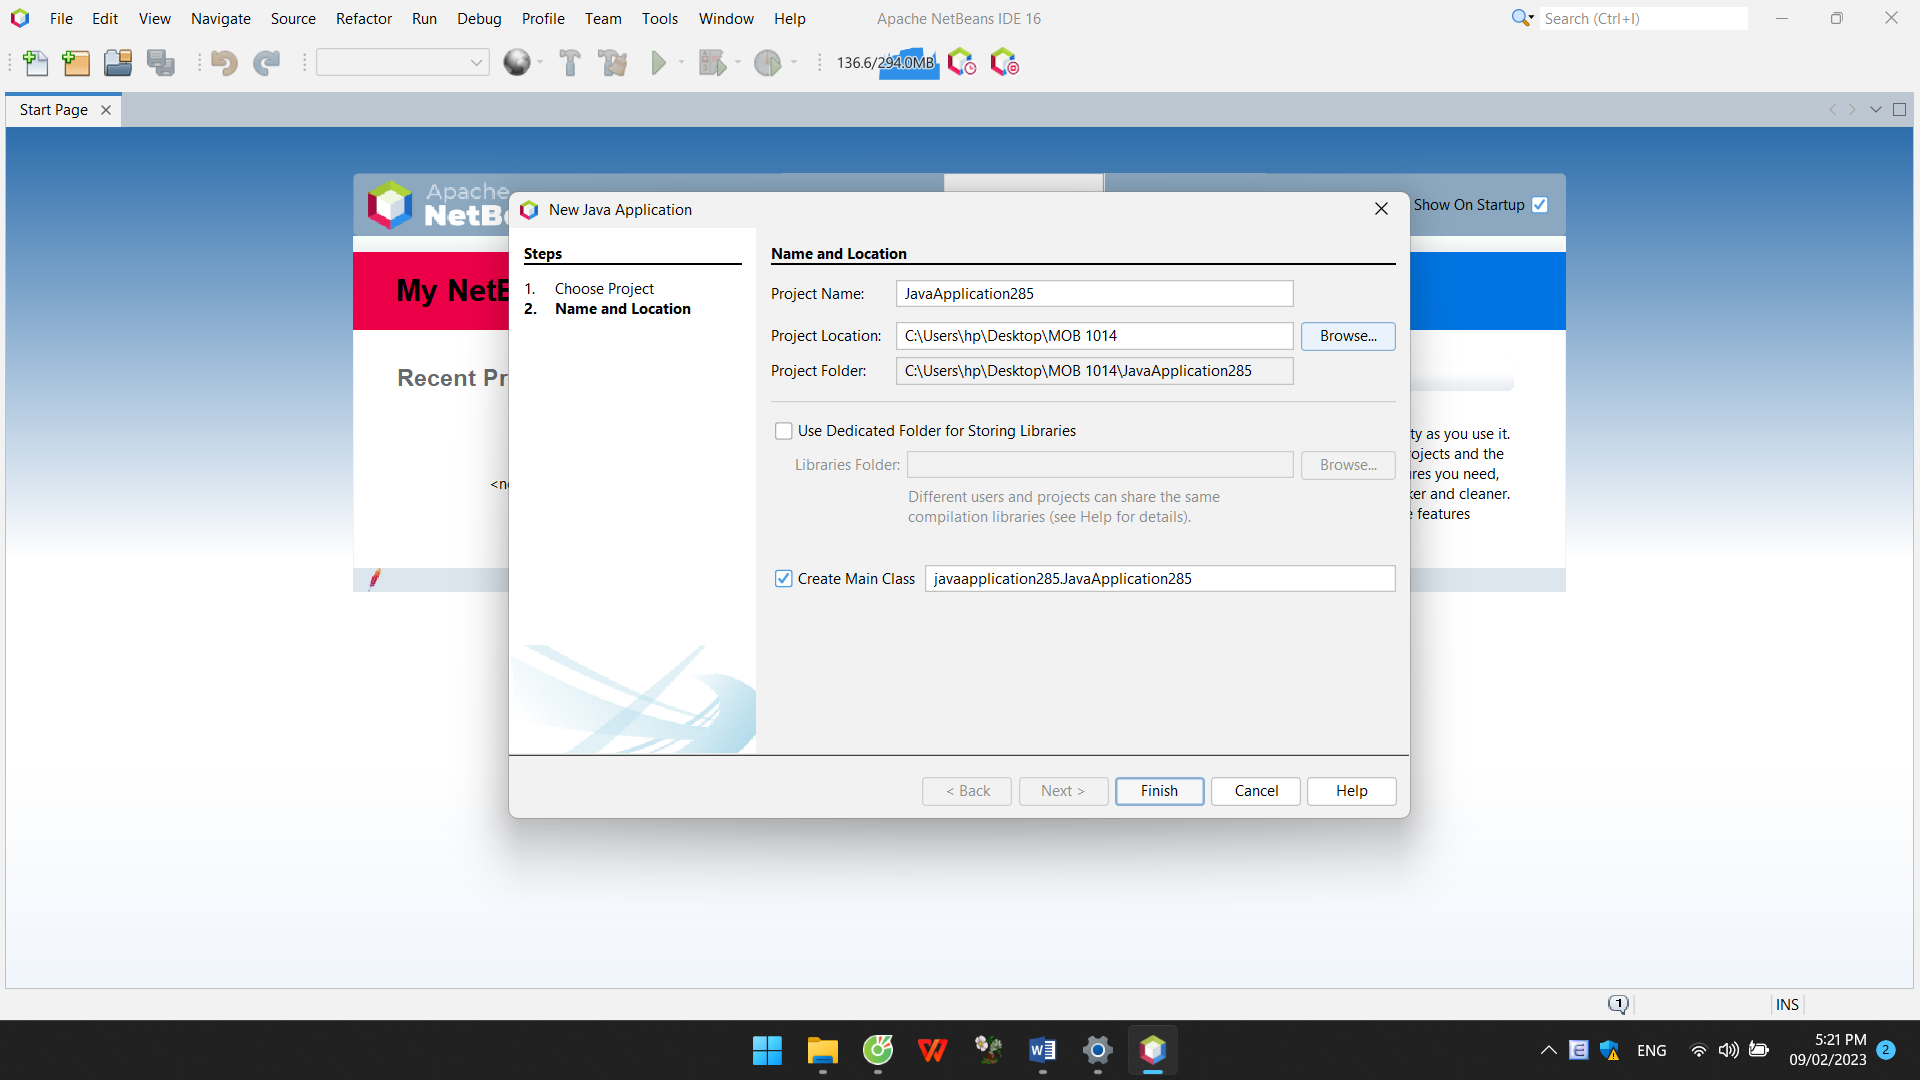 File Edit View Navigate Source Refactor Run Debug Profile Team Tools Window Help
Apache NetBeans IDE 16
Search (Ctrl+I)
136.6/294.0MB
Start Page
Apache
NetB
Show On Startup
My NetB
Recent Pr
ty as you use it.
ojects and the
res you need,
ker and cleaner.
features
New Java Application
Steps
1. Choose Project
2. Name and Location
Name and Location
Project Name: JavaApplication285
Project Location: C:\Users\hp\Desktop\MOB 1014 Browse...
Project Folder: C:\Users\hp\Desktop\MOB 1014\JavaApplication285
Use Dedicated Folder for Storing Libraries
Libraries Folder: Browse...
Different users and projects can share the same
compilation libraries (see Help for details).
Create Main Class javaapplication285.JavaApplication285
< Back Next > Finish Cancel Help
1 INS
ENG
5:21 PM
09/02/2023
2